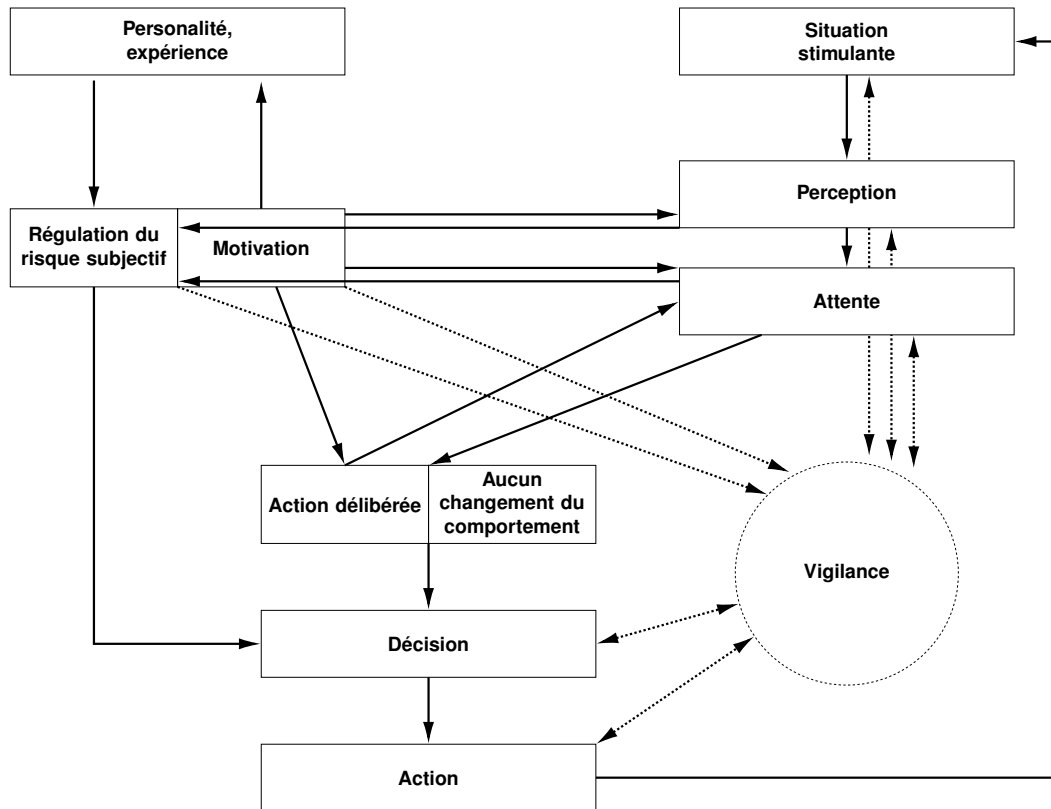 Personalité,
expérience
Situation
stimulante
Perception
Régulation du
risque subjectif
Motivation
Attente
Action délibérée
Aucun
changement du
comportement
Vigilance
Décision
Action